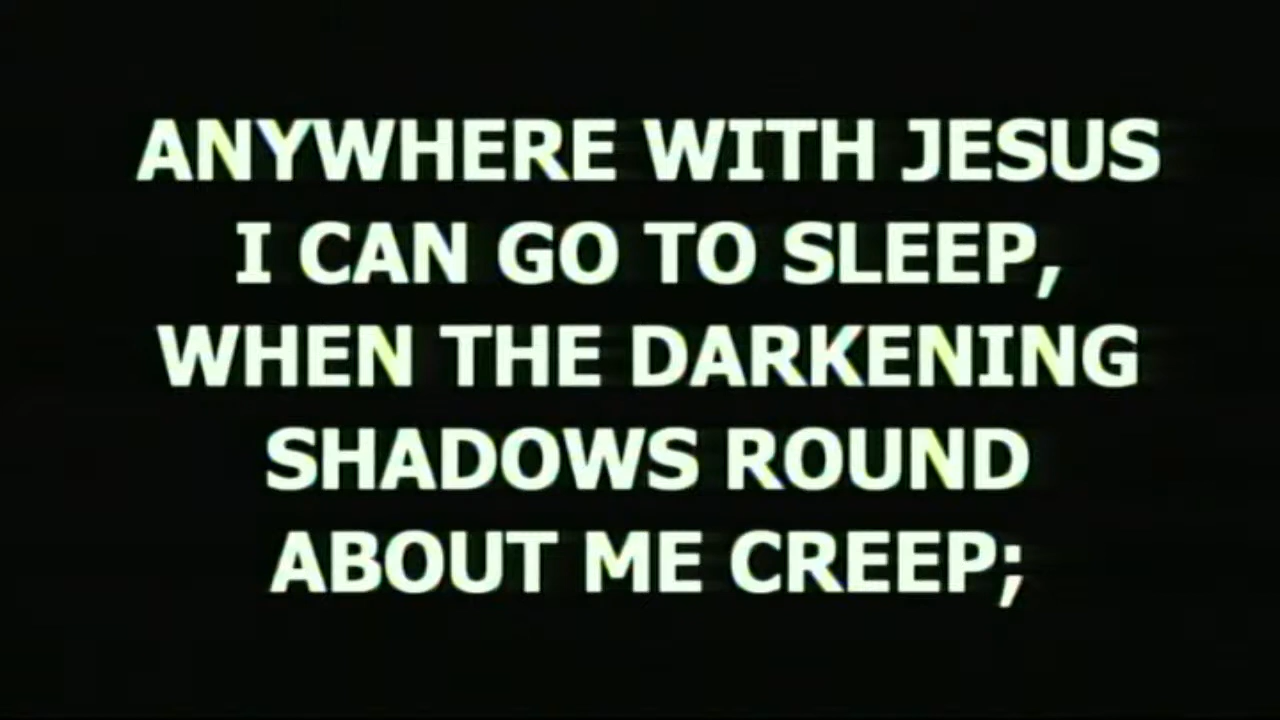 ANYWHERE WITH JESUS
I CAN GO TO SLEEP,
WHEN THE DARKENING
SHADOWS ROUND
ABOUT ME CREEP;